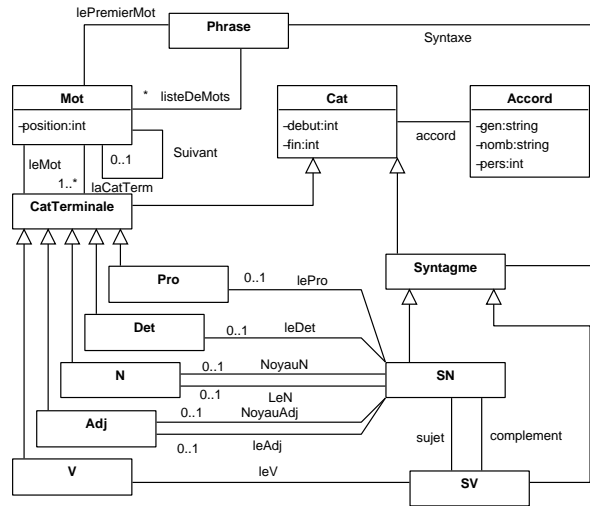 lePremierMot
Phrase
Syntaxe
* listeDeMots
Mot
-position:int
Cat
-debut:int
-fin:int
accord
Accord
-gen:string
-nomb:string
-pers:int
leMot
0..1
Suivant
1..*
laCatTerm
CatTerminale
Syntagme
Pro
0..1
lePro
Det
0..1
leDet
N
0..1
NoyauN
0..1
LeN
SN
Adj
0..1
NoyauAdj
0..1
leAdj
sujet
complement
V
leV
SV